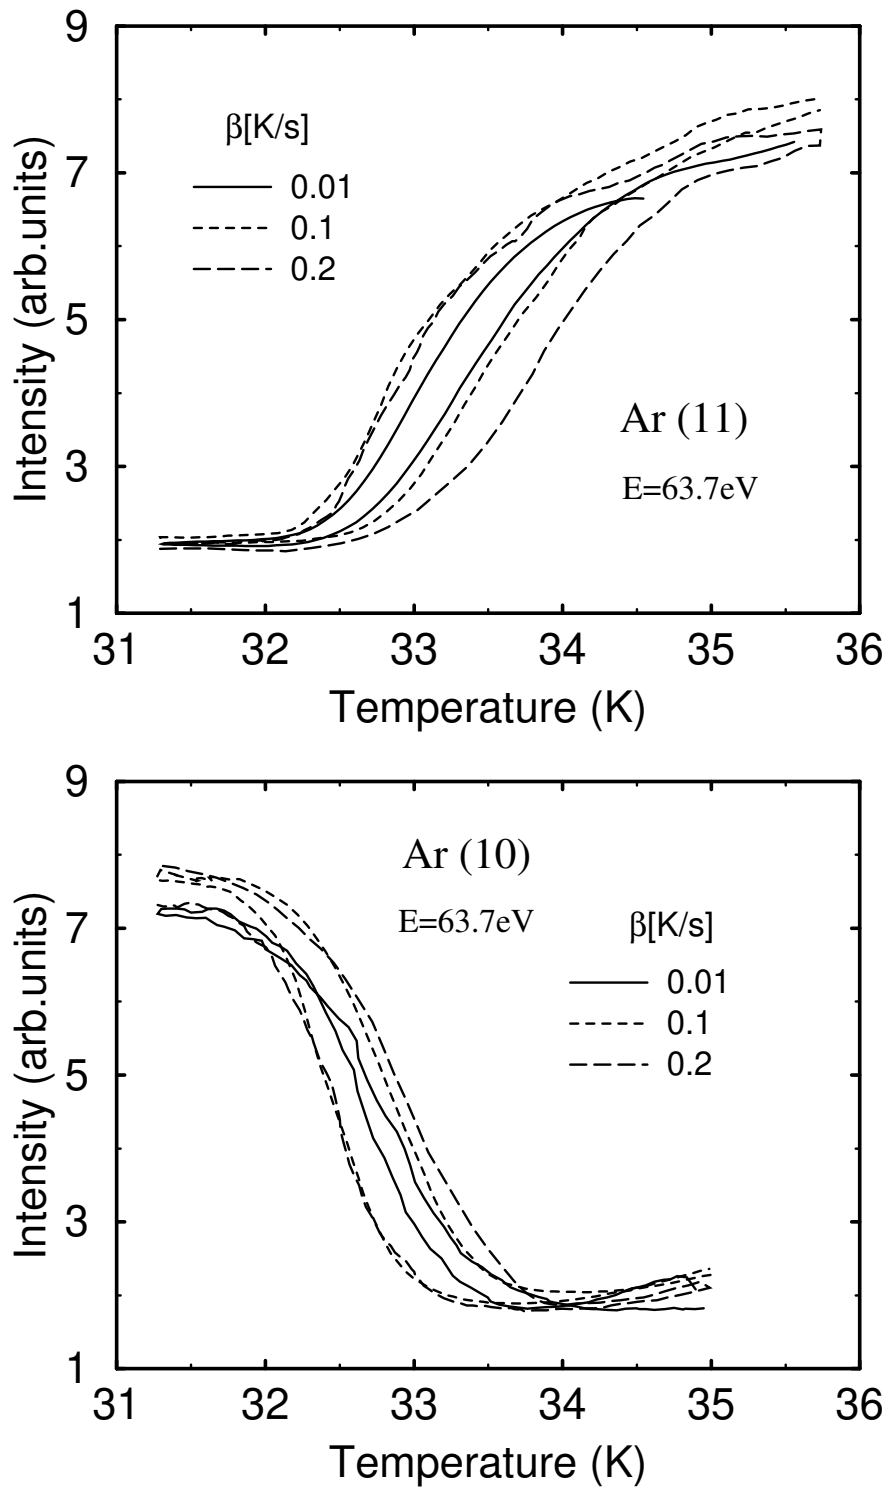 9
7
5
3
1
Intensity (arb.units)
β[K/s]
0.01
0.1
0.2
Ar (11)
E=63.7eV
31 32 33 34 35 36
Temperature (K)
9
7
5
3
1
Intensity (arb.units)
Ar (10)
E=63.7eV
β[K/s]
0.01
0.1
0.2
31 32 33 34 35 36
Temperature (K)